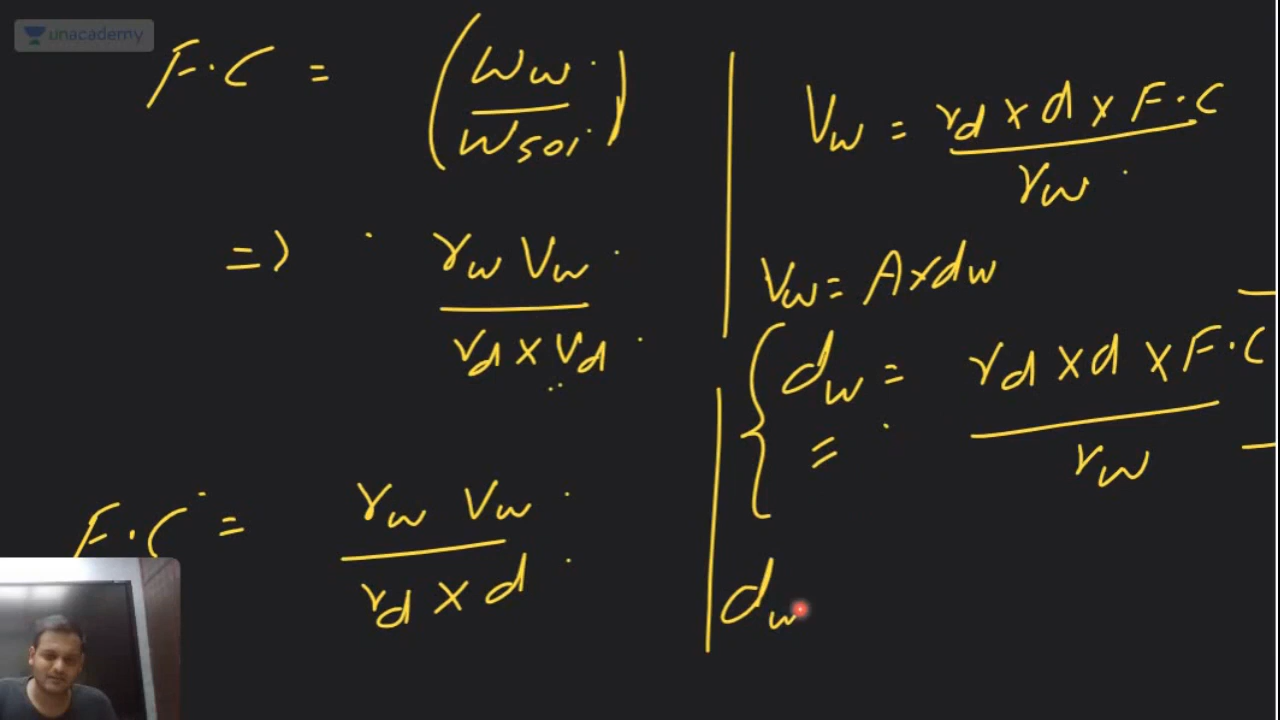 unacademy
F.C = (Ww / Wsoi)
=> γw Vw / γd × Vd
F.C = γw Vw / γd × d
Vw = γd × d × F.C / γw
Vw = A × dw
dw = γd × d × F.C / γw
=
dw